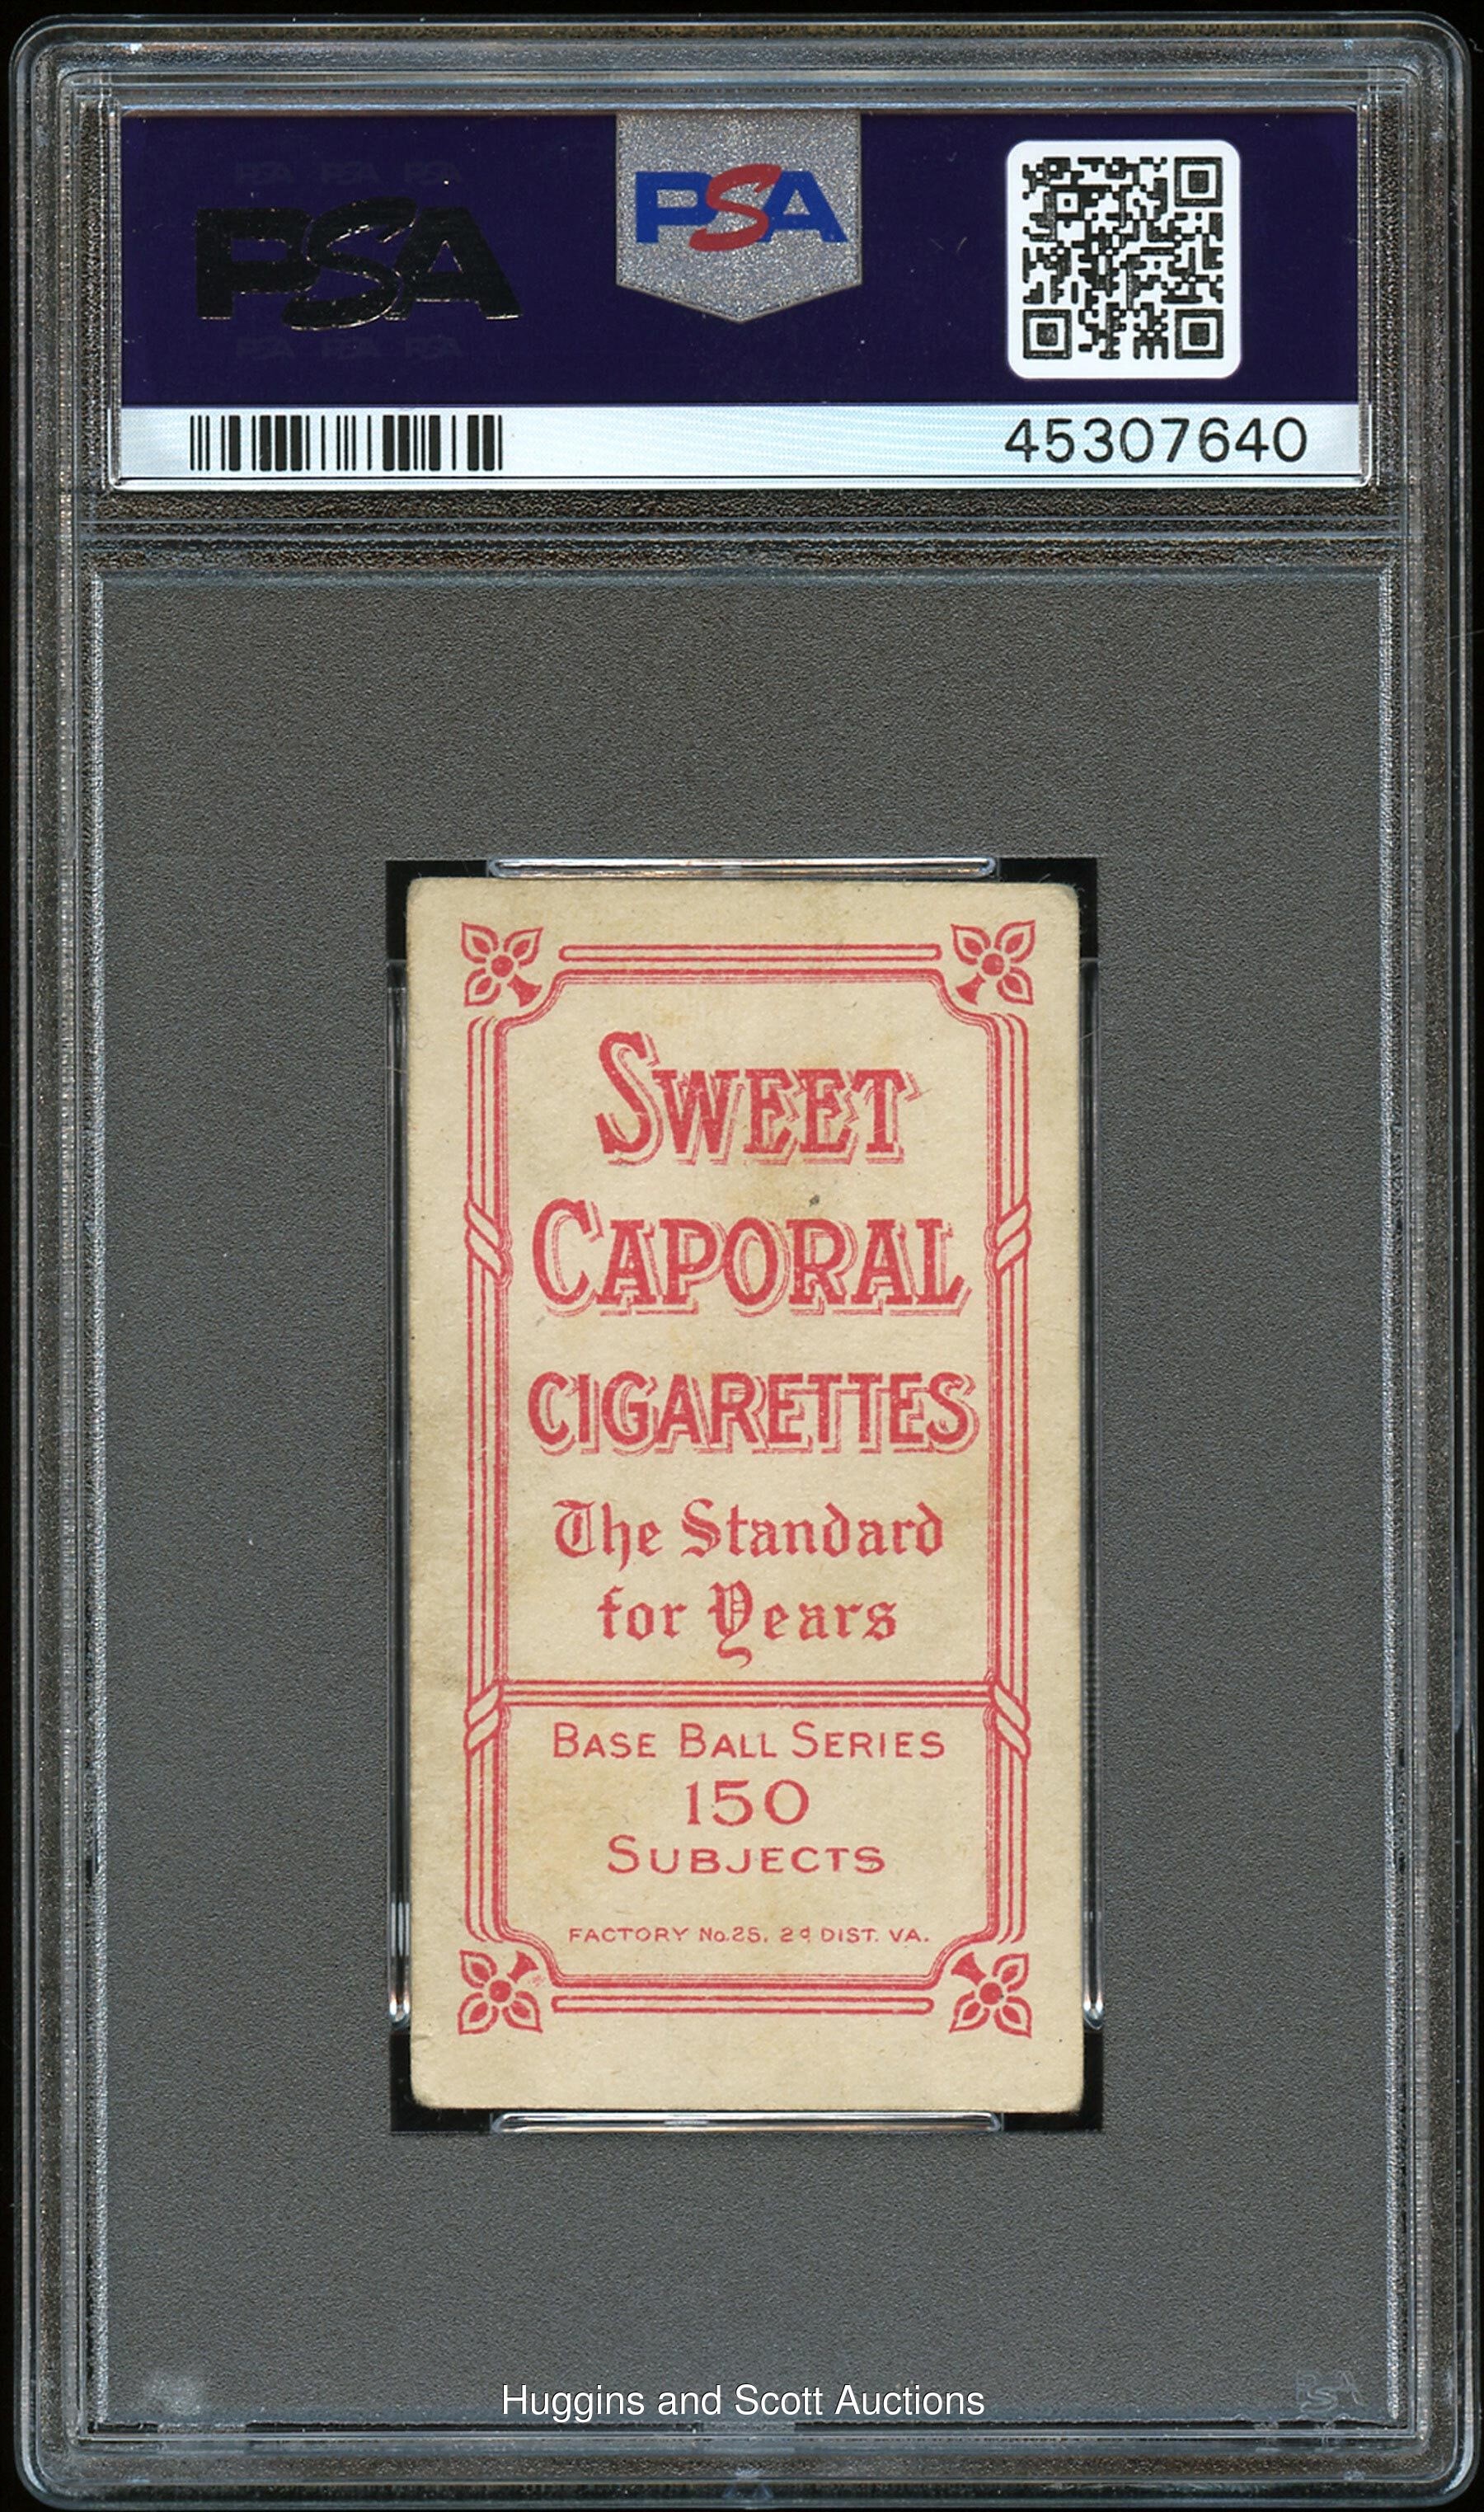 PSA
PSA
45307640
SWEET
CAPORAL
CIGARETTES
The Standard
for Years
BASE BALL SERIES
150
SUBJECTS
FACTORY No. 25, 2d DIST. VA.
Huggins and Scott Auctions
PSA